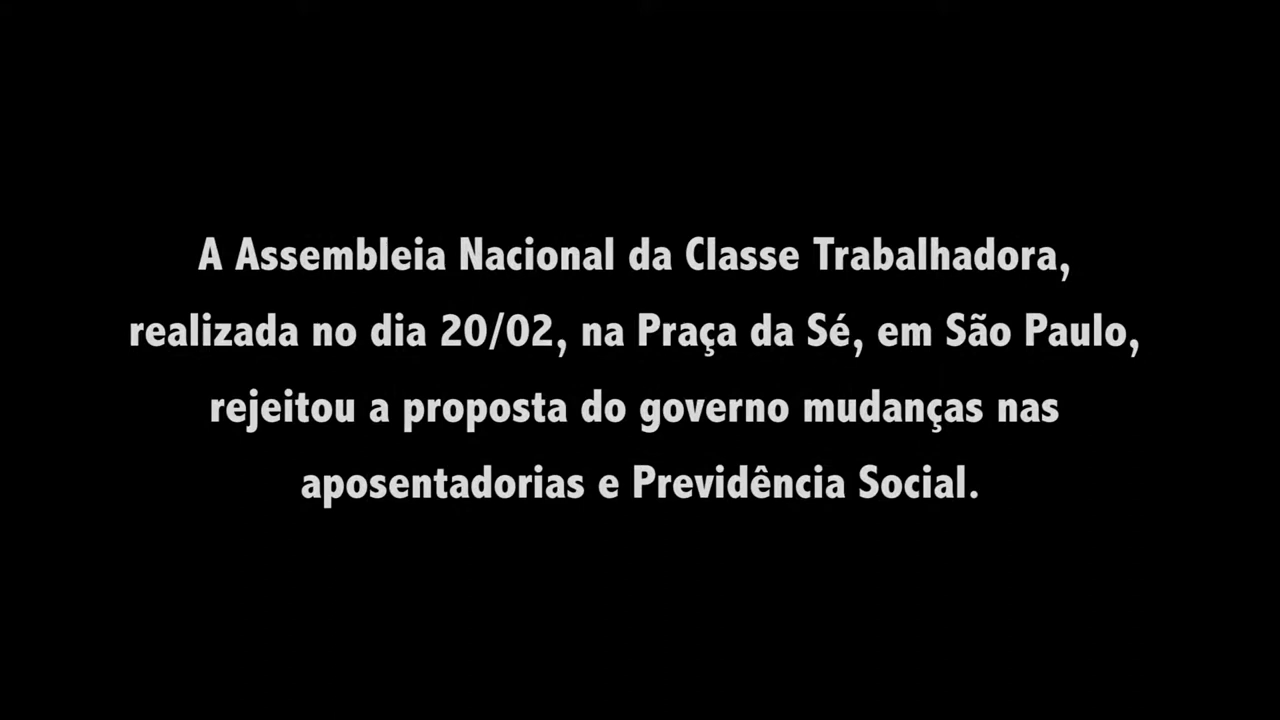 A Assembleia Nacional da Classe Trabalhadora,
realizada no dia 20/02, na Praça da Sé, em São Paulo,
rejeitou a proposta do governo mudanças nas
aposentadorias e Previdência Social.